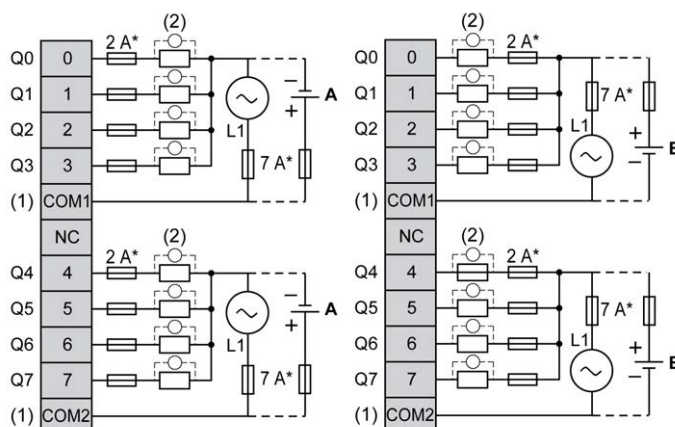 (2)
2 A*
Q0 0
Q1 1
Q2 2
Q3 3
(1) COM1
NC
L1
7 A*
A
(2)
2 A*
Q4 4
Q5 5
Q6 6
Q7 7
(1) COM2
L1
7 A*
A
(2)
2 A*
Q0 0
Q1 1
Q2 2
Q3 3
(1) COM1
NC
7 A*
L1
(2)
2 A*
Q4 4
Q5 5
Q6 6
Q7 7
(1) COM2
7 A*
L1